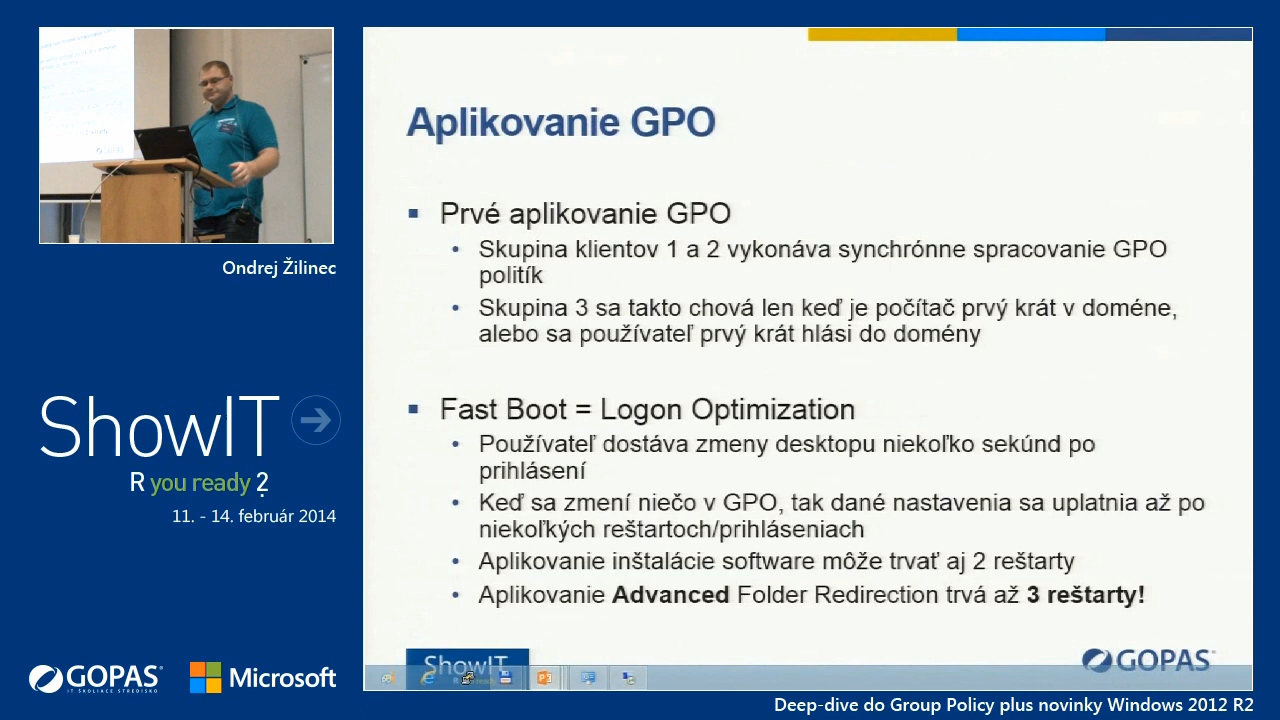 Ondrej Žilinec
ShowIT
R you ready ?
11. - 14. február 2014
GOPAS
IT ŠKOLIACE STREDISKO
Microsoft
Aplikovanie GPO
Prvé aplikovanie GPO
Skupina klientov 1 a 2 vykonáva synchrónne spracovanie GPO
politík
Skupina 3 sa takto chová len keď je počítač prvý krát v doméne,
alebo sa používateľ prvý krát hlási do domény
Fast Boot = Logon Optimization
Používateľ dostáva zmeny desktopu niekoľko sekúnd po
prihlásení
Keď sa zmení niečo v GPO, tak dané nastavenia sa uplatnia až po
niekoľkých reštartoch/prihláseniach
Aplikovanie inštalácie software môže trvať aj 2 reštarty
Aplikovanie Advanced Folder Redirection trvá až 3 reštarty!
ShowIT
GOPAS
Deep-dive do Group Policy plus novinky Windows 2012 R2